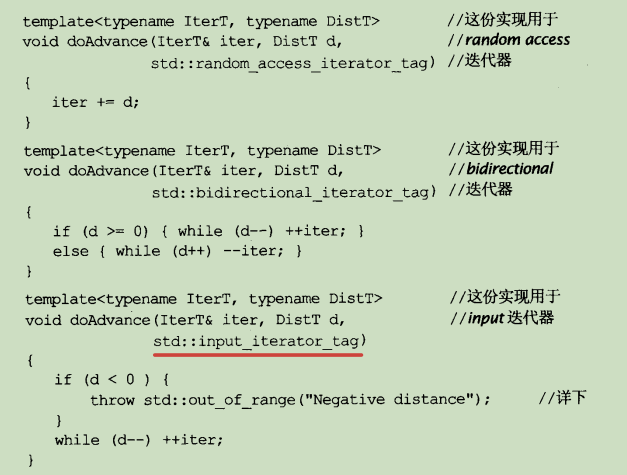 template<typename IterT, typename DistT> //这份实现用于
void doAdvance(IterT& iter, DistT d, //random access
std::random_access_iterator_tag) //迭代器
{
iter += d;
}
template<typename IterT, typename DistT> //这份实现用于
void doAdvance(IterT& iter, DistT d, //bidirectional
std::bidirectional_iterator_tag) //迭代器
{
if (d >= 0) { while (d--) ++iter; }
else { while (d++) --iter; }
}
template<typename IterT, typename DistT> //这份实现用于
void doAdvance(IterT& iter, DistT d, //input 迭代器
std::input_iterator_tag)
{
if (d < 0 ) {
throw std::out_of_range("Negative distance"); //详下
}
while (d--) ++iter;
}